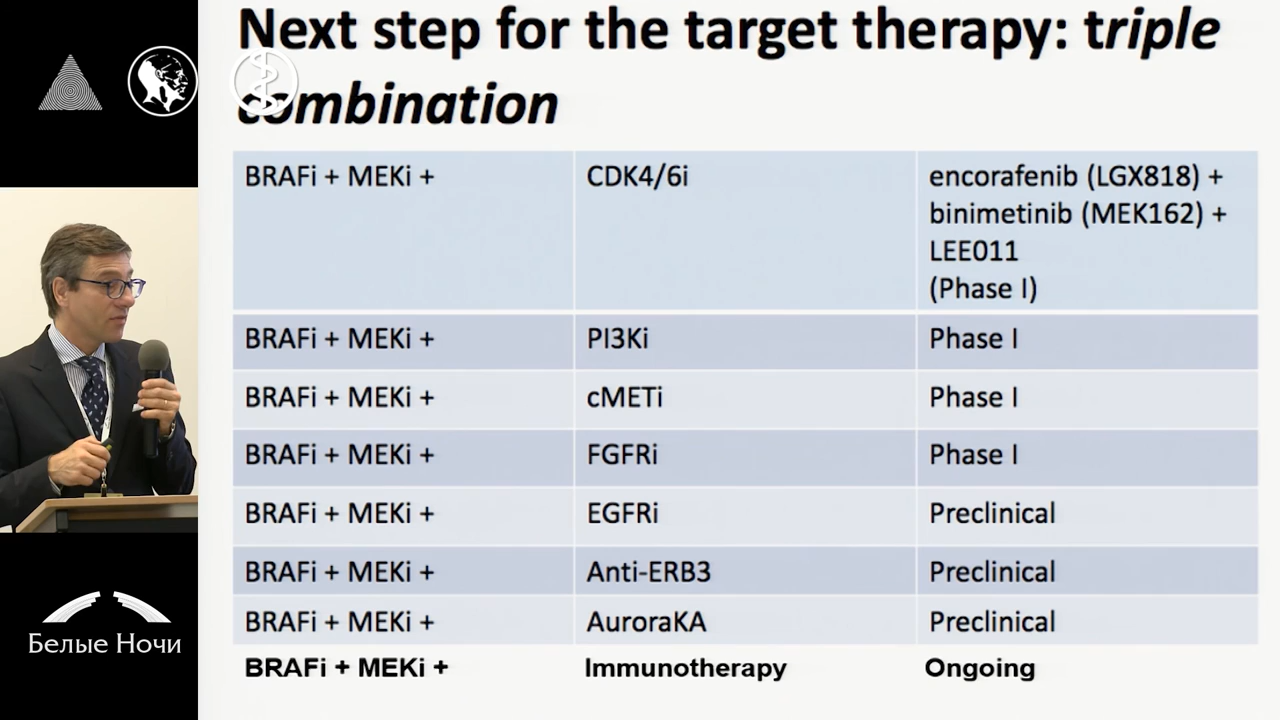 Next step for the target therapy: triple
combination
BRAFi + MEKi +
CDK4/6i
encorafenib (LGX818) +
binimetinib (MEK162) +
LEE011
(Phase I)
BRAFi + MEKi +
PI3Ki
Phase I
BRAFi + MEKi +
cMETi
Phase I
BRAFi + MEKi +
FGFRi
Phase I
BRAFi + MEKi +
EGFRi
Preclinical
BRAFi + MEKi +
Anti-ERB3
Preclinical
BRAFi + MEKi +
AuroraKA
Preclinical
BRAFi + MEKi +
Immunotherapy
Ongoing
Белые Ночи